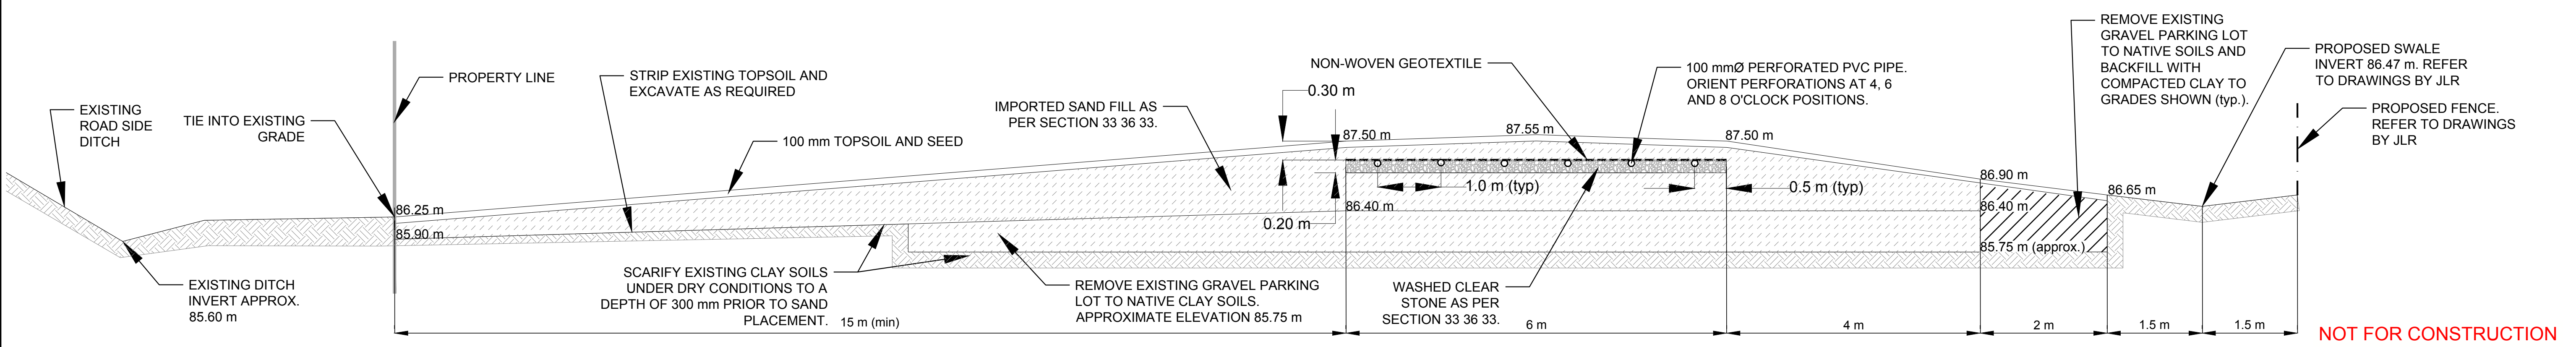 REMOVE EXISTING
GRAVEL PARKING LOT
TO NATIVE SOILS AND
BACKFILL WITH
COMPACTED CLAY TO
GRADES SHOWN (typ.).
PROPOSED SWALE
INVERT 86.47 m. REFER
TO DRAWINGS BY JLR
PROPERTY LINE
STRIP EXISTING TOPSOIL AND
EXCAVATE AS REQUIRED
NON-WOVEN GEOTEXTILE
100 mmØ PERFORATED PVC PIPE.
ORIENT PERFORATIONS AT 4, 6
AND 8 O'CLOCK POSITIONS.
0.30 m
EXISTING
ROAD SIDE
DITCH
TIE INTO EXISTING
GRADE
IMPORTED SAND FILL AS
PER SECTION 33 36 33.
PROPOSED FENCE.
REFER TO DRAWINGS
BY JLR
100 mm TOPSOIL AND SEED
87.50 m
87.55 m
87.50 m
1.0 m (typ)
0.5 m (typ)
86.90 m
86.65 m
86.25 m
86.40 m
86.40 m
0.20 m
85.90 m
85.75 m (approx.)
EXISTING DITCH
INVERT APPROX.
85.60 m
SCARIFY EXISTING CLAY SOILS
UNDER DRY CONDITIONS TO A
DEPTH OF 300 mm PRIOR TO SAND
PLACEMENT.
REMOVE EXISTING GRAVEL PARKING
LOT TO NATIVE CLAY SOILS.
APPROXIMATE ELEVATION 85.75 m
WASHED CLEAR
STONE AS PER
SECTION 33 36 33.
15 m (min)
6 m
4 m
2 m
1.5 m
1.5 m
NOT FOR CONSTRUCTION